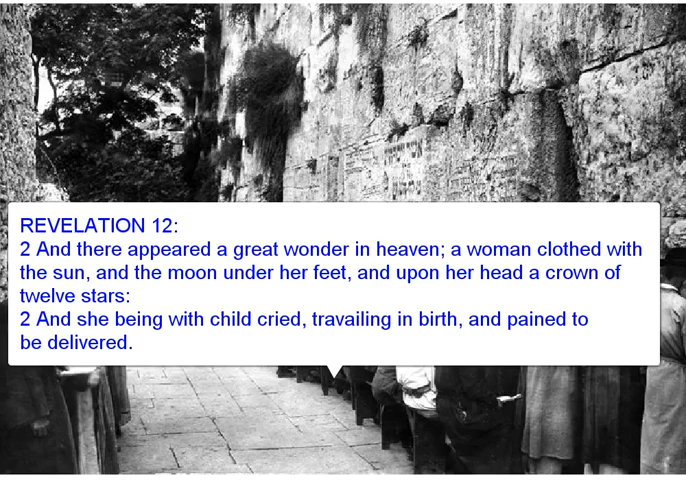 REVELATION 12:
2 And there appeared a great wonder in heaven; a woman clothed with
the sun, and the moon under her feet, and upon her head a crown of
twelve stars:
2 And she being with child cried, travailing in birth, and pained to
be delivered.